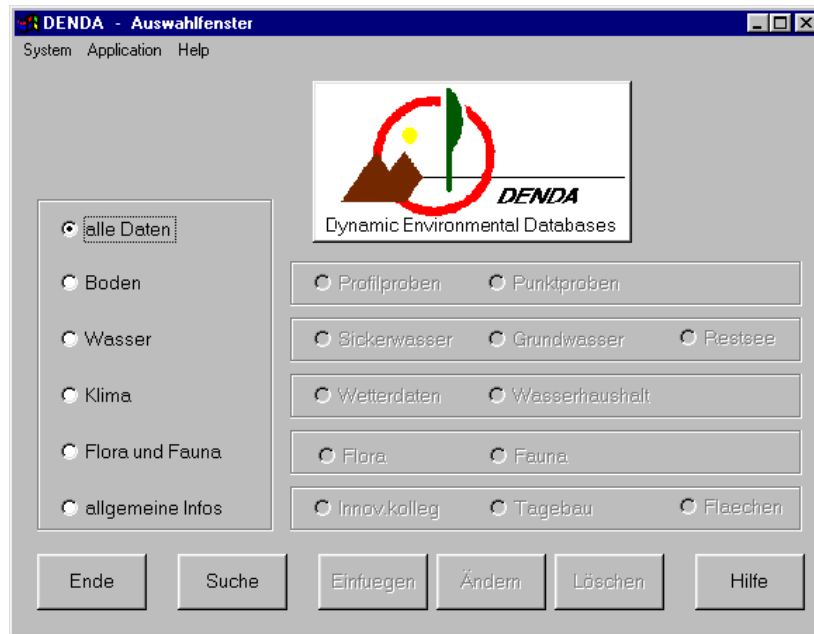 DENDA - Auswahlfenster
System Application Help
DENDA
Dynamic Environmental Databases
alle Daten
Boden Profilproben Punktproben
Wasser Sickerwasser Grundwasser Restsee
Klima Wetterdaten Wasserhaushalt
Flora und Fauna Flora Fauna
allgemeine Infos Innov.kolleg Tagebau Flaechen
Ende Suche Einfuegen Ändern Löschen Hilfe